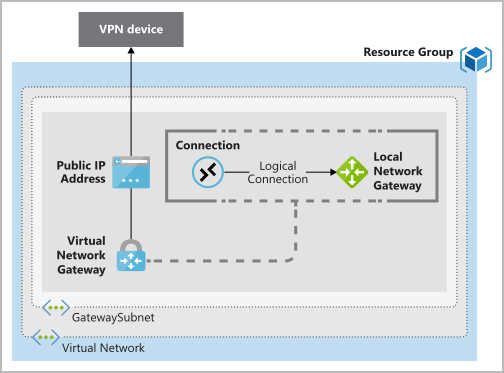 VPN device
Resource Group
Public IP
Address
Connection
Logical
Connection
Local
Network
Gateway
Virtual
Network
Gateway
GatewaySubnet
Virtual Network